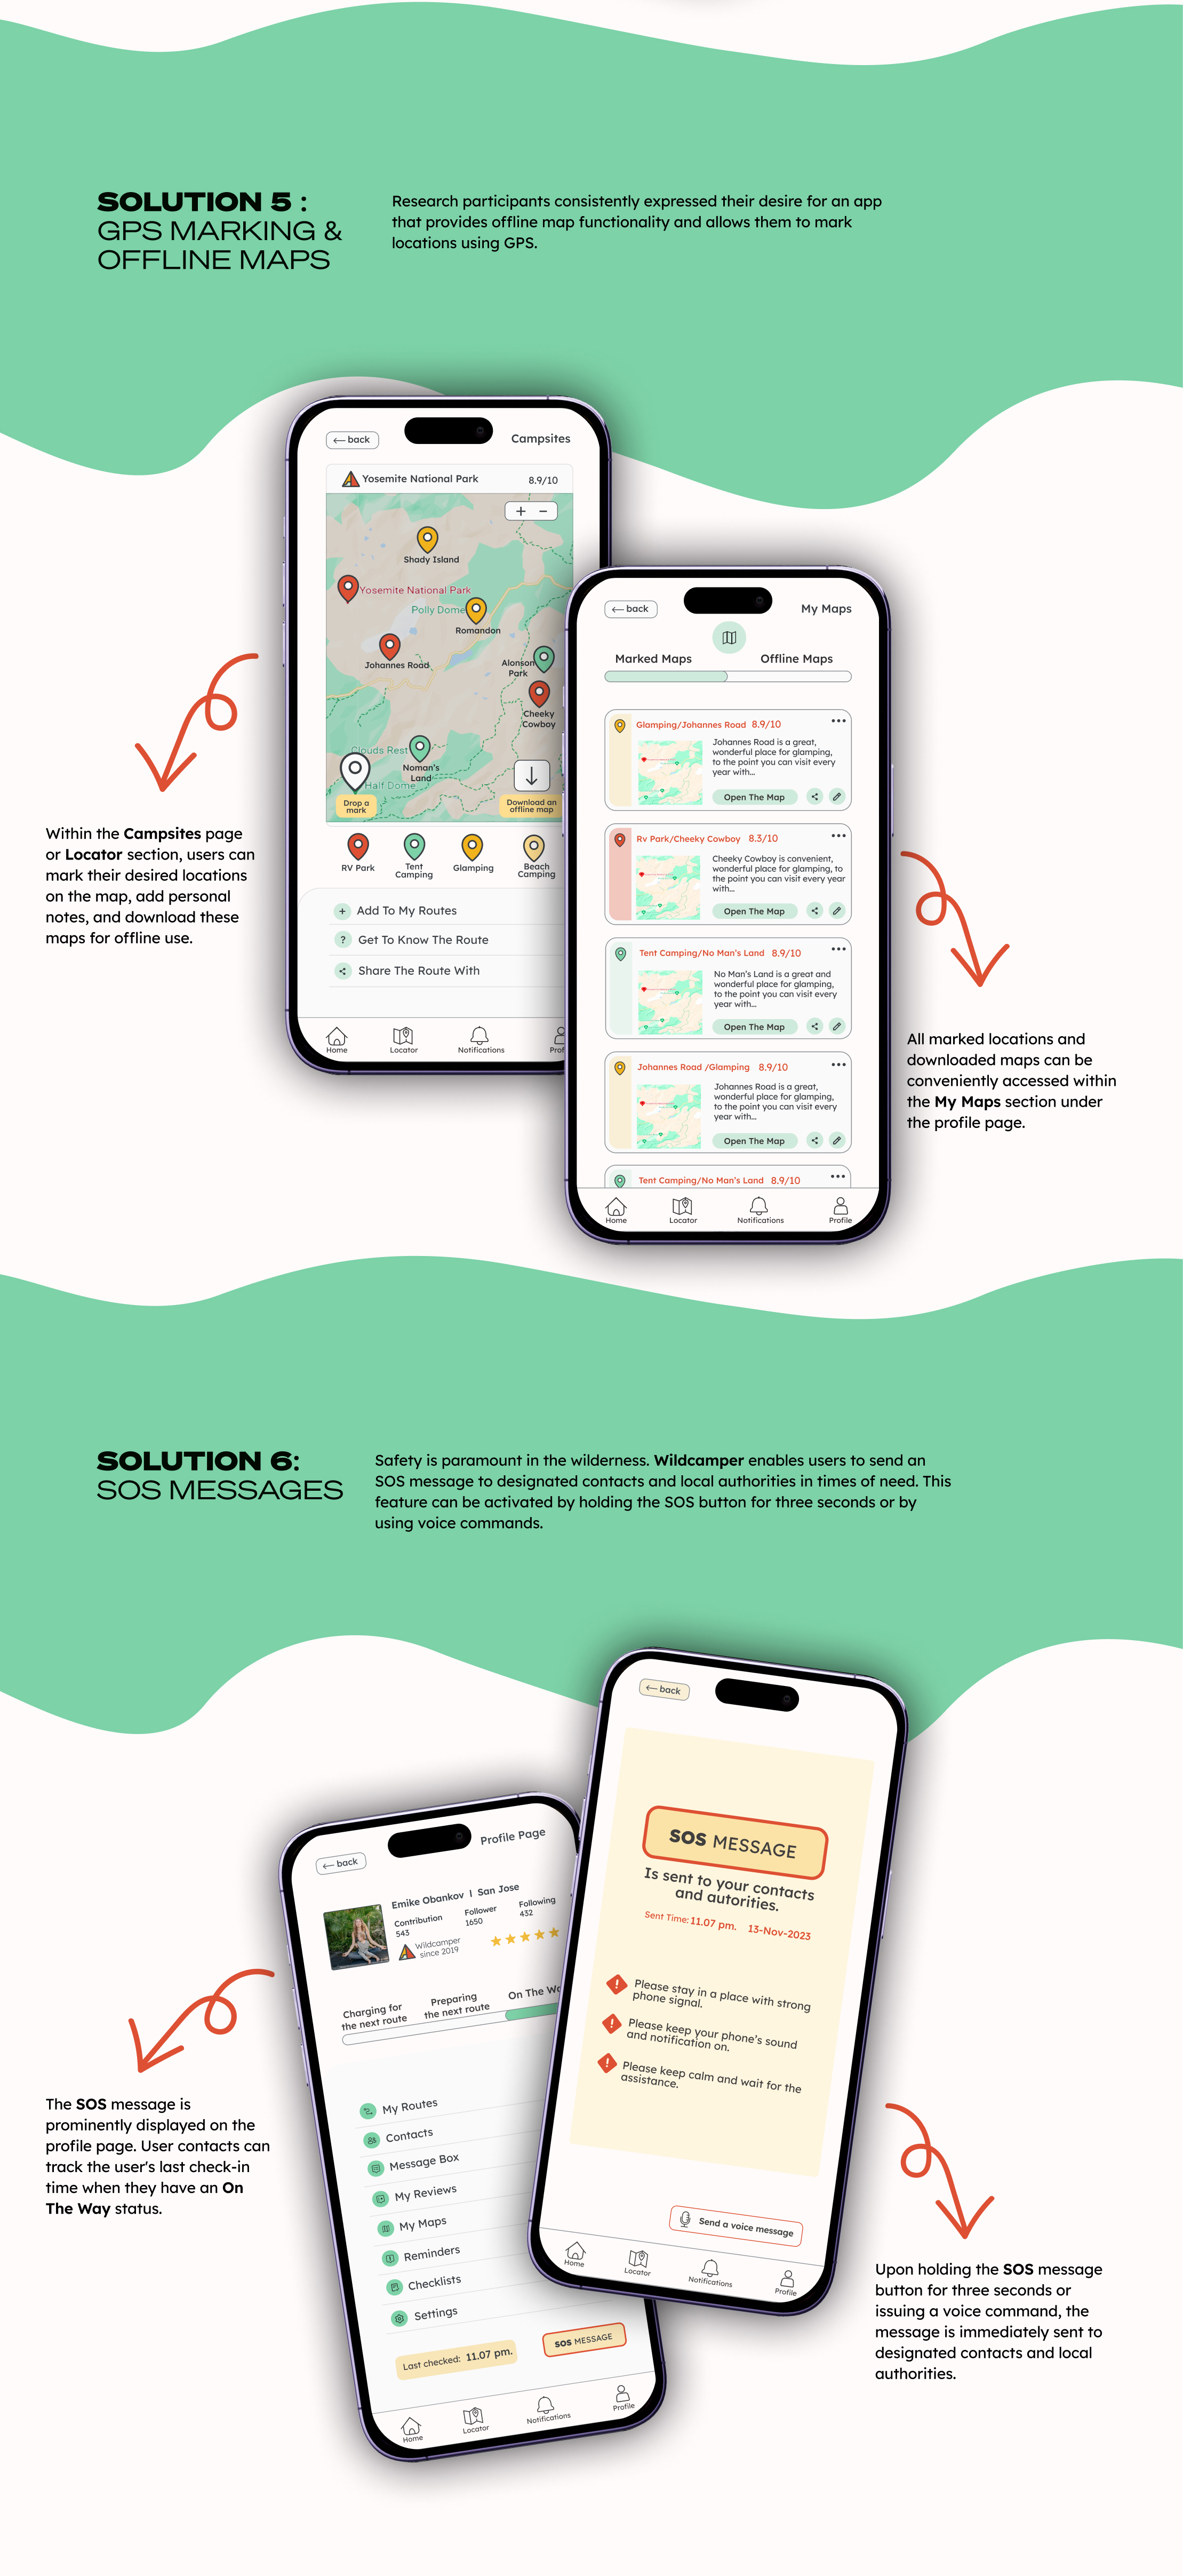 SOLUTION 5 :
GPS MARKING &
OFFLINE MAPS
Research participants consistently expressed their desire for an app
that provides offline map functionality and allows them to mark
locations using GPS.
back
Campsites
Yosemite National Park
8.9/10
+ −
Shady Island
Yosemite National Park
Polly Dome
Romandon
Johannes Road
Alonson
Park
Cheeky
Cowboy
Clouds Rest
Noman's
Land
Half Dome
Drop a
mark
Download an
offline map
RV Park
Tent
Camping
Glamping
Beach
Camping
+ Add To My Routes
? Get To Know The Route
Share The Route With
Home
Locator
Notifications
Prof
Within the Campsites page
or Locator section, users can
mark their desired locations
on the map, add personal
notes, and download these
maps for offline use.
back
My Maps
Marked Maps
Offline Maps
Glamping/Johannes Road 8.9/10
Johannes Road is a great,
wonderful place for glamping,
to the point you can visit every
year with...
Open The Map
Rv Park/Cheeky Cowboy 8.3/10
Cheeky Cowboy is convenient,
wonderful place for glamping, to
the point you can visit every year
with...
Open The Map
Tent Camping/No Man's Land 8.9/10
No Man's Land is a great and
wonderful place for glamping,
to the point you can visit every
year with...
Open The Map
Johannes Road /Glamping 8.9/10
Johannes Road is a great,
wonderful place for glamping,
to the point you can visit every
year with...
Open The Map
Tent Camping/No Man's Land 8.9/10
Home
Locator
Notifications
Profile
All marked locations and
downloaded maps can be
conveniently accessed within
the My Maps section under
the profile page.
SOLUTION 6:
SOS MESSAGES
Safety is paramount in the wilderness. Wildcamper enables users to send an
SOS message to designated contacts and local authorities in times of need. This
feature can be activated by holding the SOS button for three seconds or by
using voice commands.
back
Profile Page
Emike Obankov | San Jose
Contribution
543
Follower
1650
Following
432
Wildcamper
since 2019
Charging for
the next route
Preparing
the next route
On The Wa
My Routes
Contacts
Message Box
My Reviews
My Maps
Reminders
Checklists
Settings
Last checked: 11.07 pm.
SOS MESSAGE
Home
Locator
Notifications
Profile
The SOS message is
prominently displayed on the
profile page. User contacts can
track the user's last check-in
time when they have an On
The Way status.
back
SOS MESSAGE
Is sent to your contacts
and autorities.
Sent Time: 11.07 pm. 13-Nov-2023
! Please stay in a place with strong
phone signal.
! Please keep your phone's sound
and notification on.
! Please keep calm and wait for the
assistance.
Send a voice message
Home
Locator
Notifications
Profile
Upon holding the SOS message
button for three seconds or
issuing a voice command, the
message is immediately sent to
designated contacts and local
authorities.